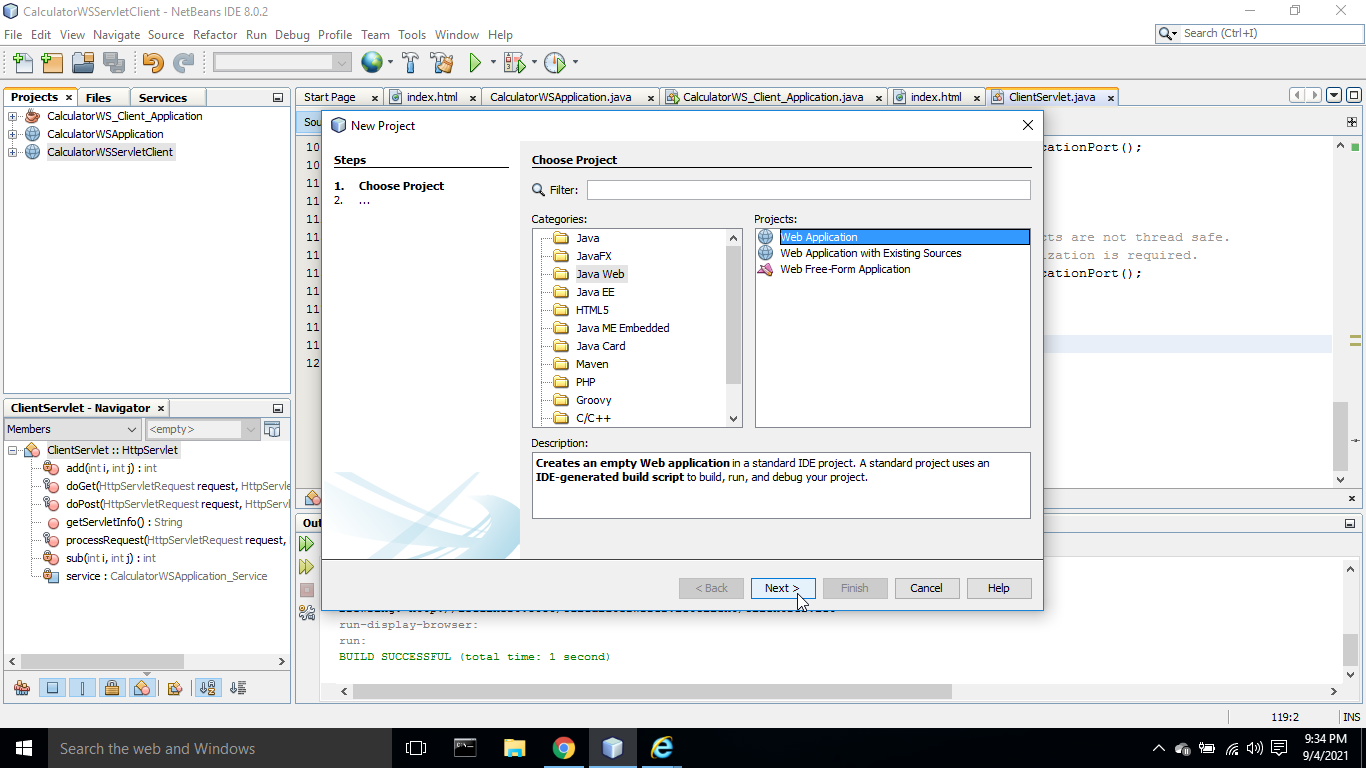 CalculatorWSServletClient - NetBeans IDE 8.0.2
File Edit View Navigate Source Refactor Run Debug Profile Team Tools Window Help
Search (Ctrl+I)
Projects Files Services
CalculatorWS_Client_Application
CalculatorWSApplication
CalculatorWSServletClient
Start Page index.html CalculatorWSApplication.java CalculatorWS_Client_Application.java index.html ClientServlet.java
Sou
10
10
11
11
11
11
11
11
11
11
11
11
12
cationPort();
cts are not thread safe.
ization is required.
cationPort();
New Project
Steps
1. Choose Project
2. ...
Choose Project
Filter:
Categories:
Java
JavaFX
Java Web
Java EE
HTML5
Java ME Embedded
Java Card
Maven
PHP
Groovy
C/C++
Projects:
Web Application
Web Application with Existing Sources
Web Free-Form Application
Description:
Creates an empty Web application in a standard IDE project. A standard project uses an
IDE-generated build script to build, run, and debug your project.
< Back Next > Finish Cancel Help
ClientServlet - Navigator
Members <empty>
ClientServlet :: HttpServlet
add(int i, int j) : int
doGet(HttpServletRequest request, HttpServle
doPost(HttpServletRequest request, HttpServl
getServletInfo() : String
processRequest(HttpServletRequest request,
sub(int i, int j) : int
service : CalculatorWSApplication_Service
Out
run-display-browser:
run:
BUILD SUCCESSFUL (total time: 1 second)
119:2 INS
Search the web and Windows
9:34 PM
9/4/2021